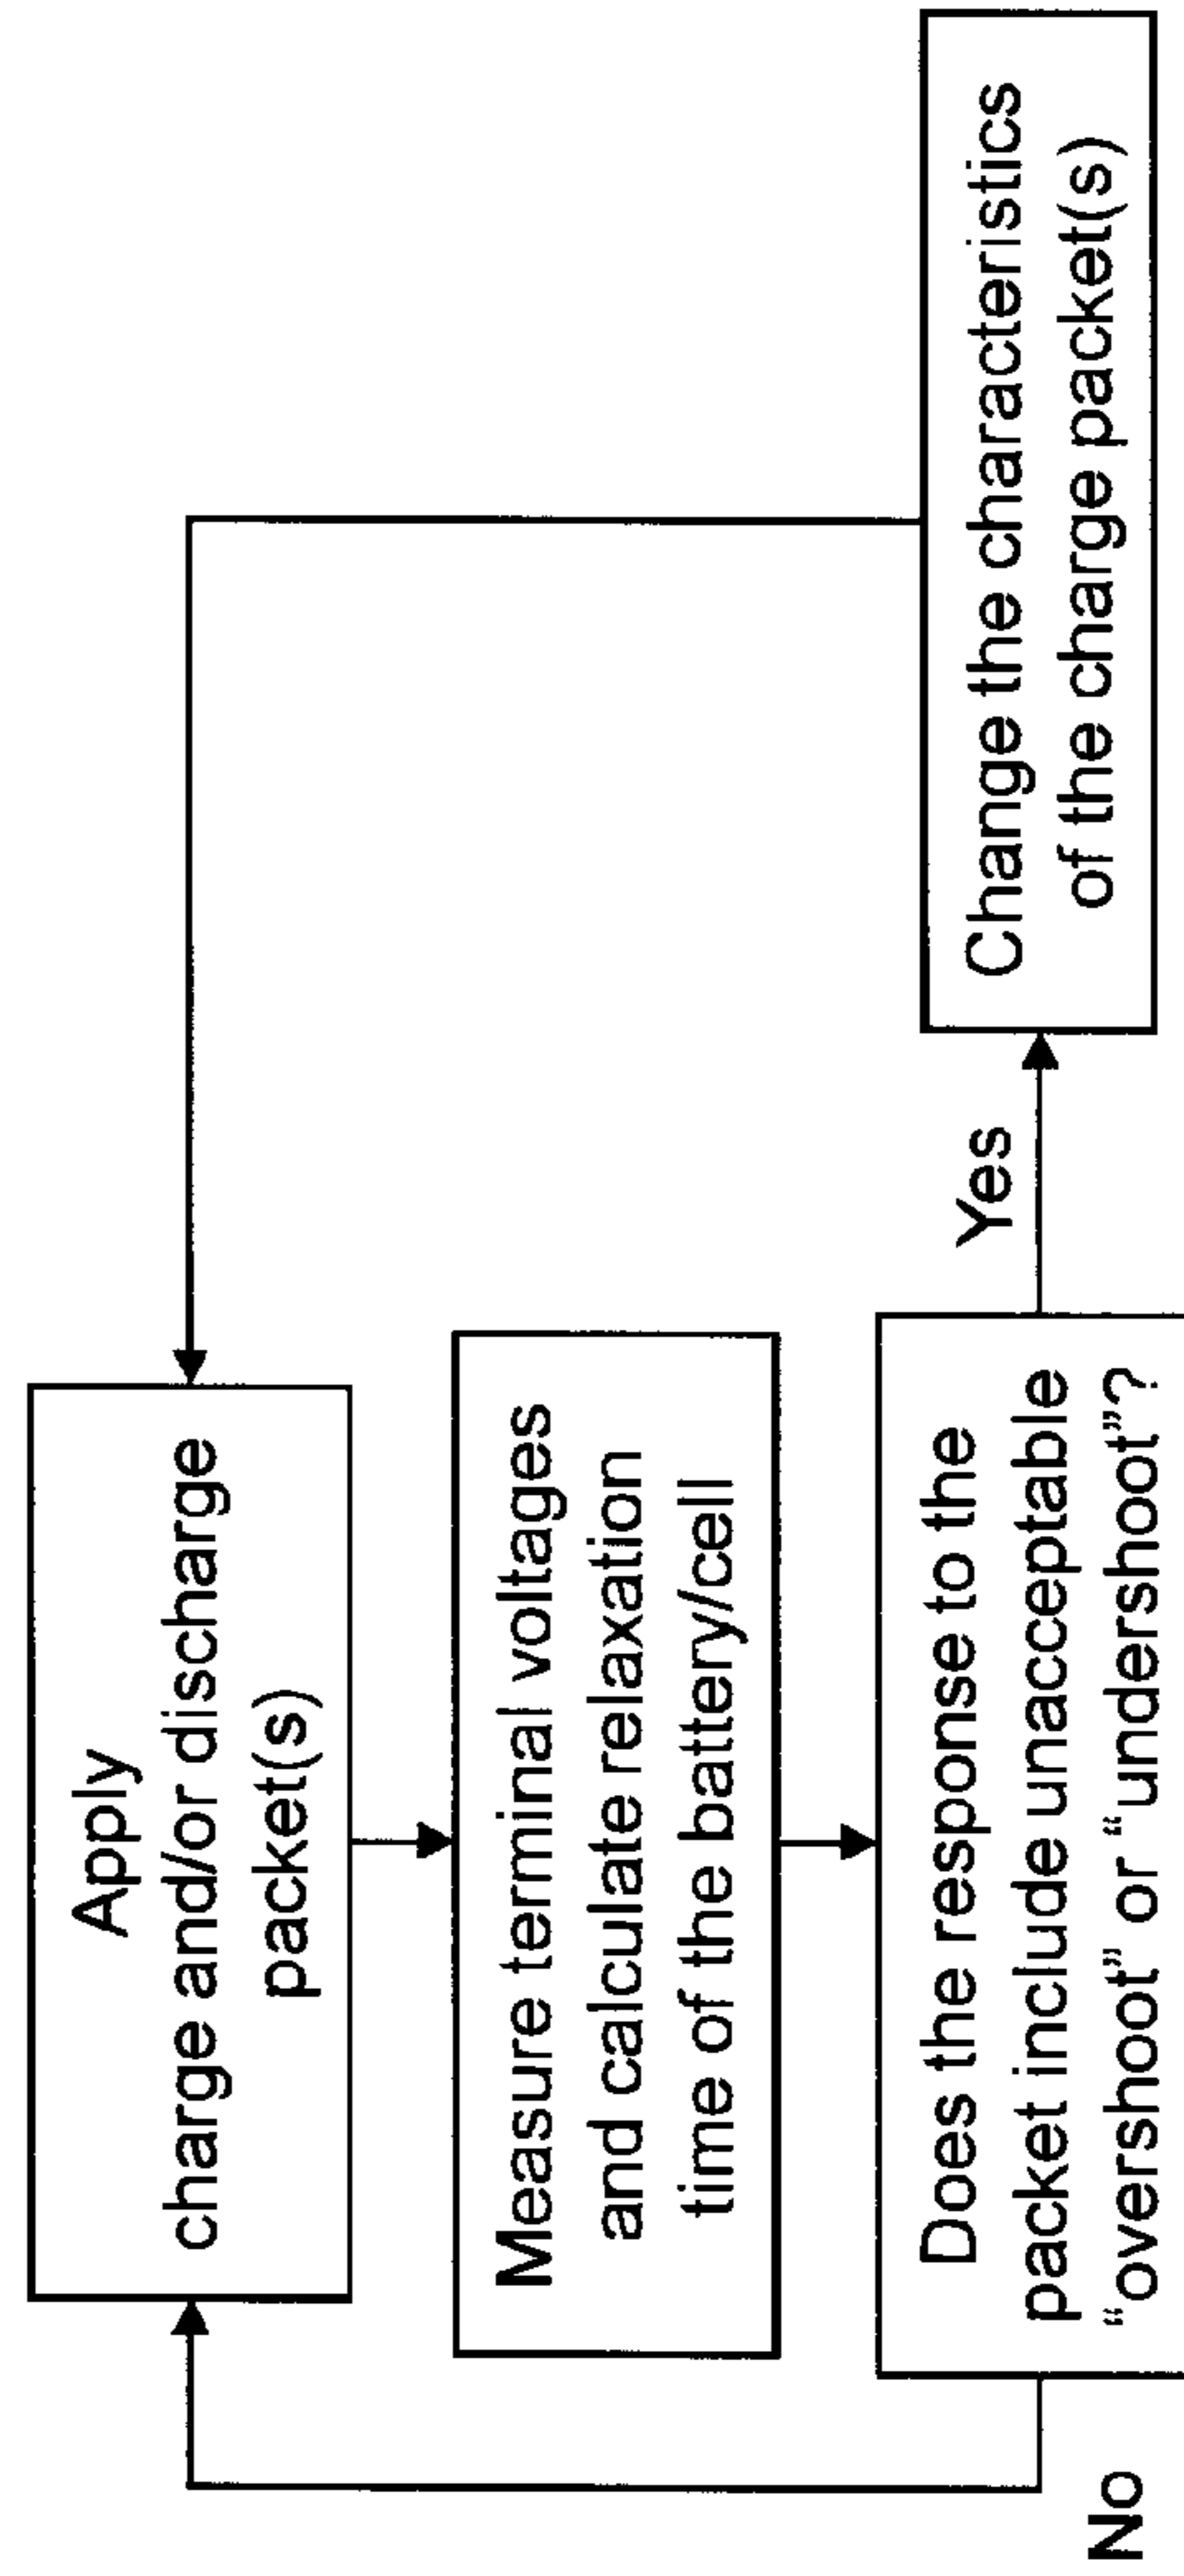 Apply
charge and/or discharge
packet(s)
Measure terminal voltages
and calculate relaxation
time of the battery/cell
Does the response to the
packet include unacceptable
“overshoot” or “undershoot”?
No
Yes
Change the characteristics
of the charge packet(s)